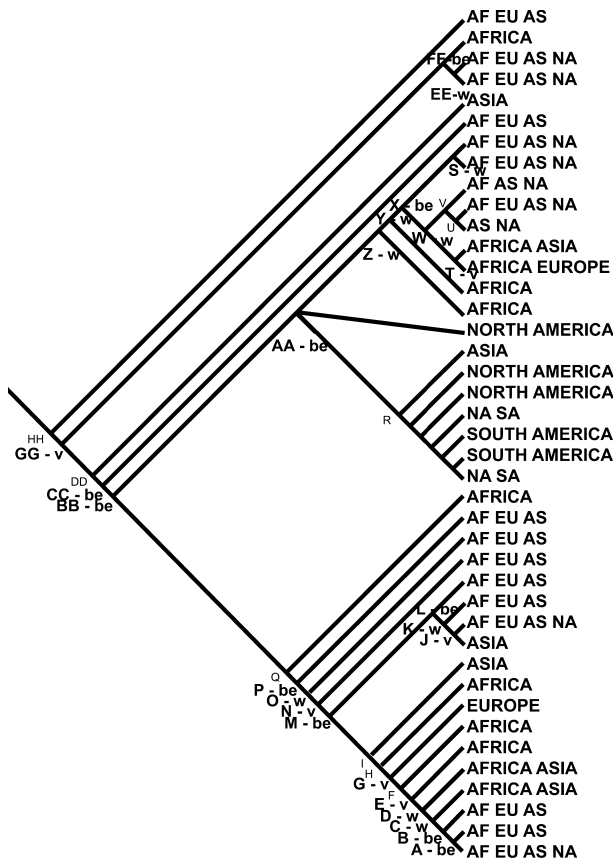 AF EU AS
AFRICA
FF-be AF EU AS NA
AF EU AS NA
EE-w
ASIA
AF EU AS
AF EU AS NA
AF EU AS NA
S - w
AF AS NA
X - be V AF EU AS NA
Y - w U AS NA
W - w AFRICA ASIA
Z - w
T - v AFRICA EUROPE
AFRICA
AFRICA
NORTH AMERICA
AA - be ASIA
NORTH AMERICA
NORTH AMERICA
R NA SA
SOUTH AMERICA
HH SOUTH AMERICA
GG - v
NA SA
DD
CC - be AFRICA
BB - be
AF EU AS
AF EU AS
AF EU AS
AF EU AS
L - be AF EU AS
K - w AF EU AS NA
J - v ASIA
ASIA
Q
P - be AFRICA
O - w EUROPE
N - v
M - be AFRICA
AFRICA
I AFRICA ASIA
H
G - v AFRICA ASIA
F
E - v AF EU AS
D - w
C - w AF EU AS
B - be
A - be AF EU AS NA